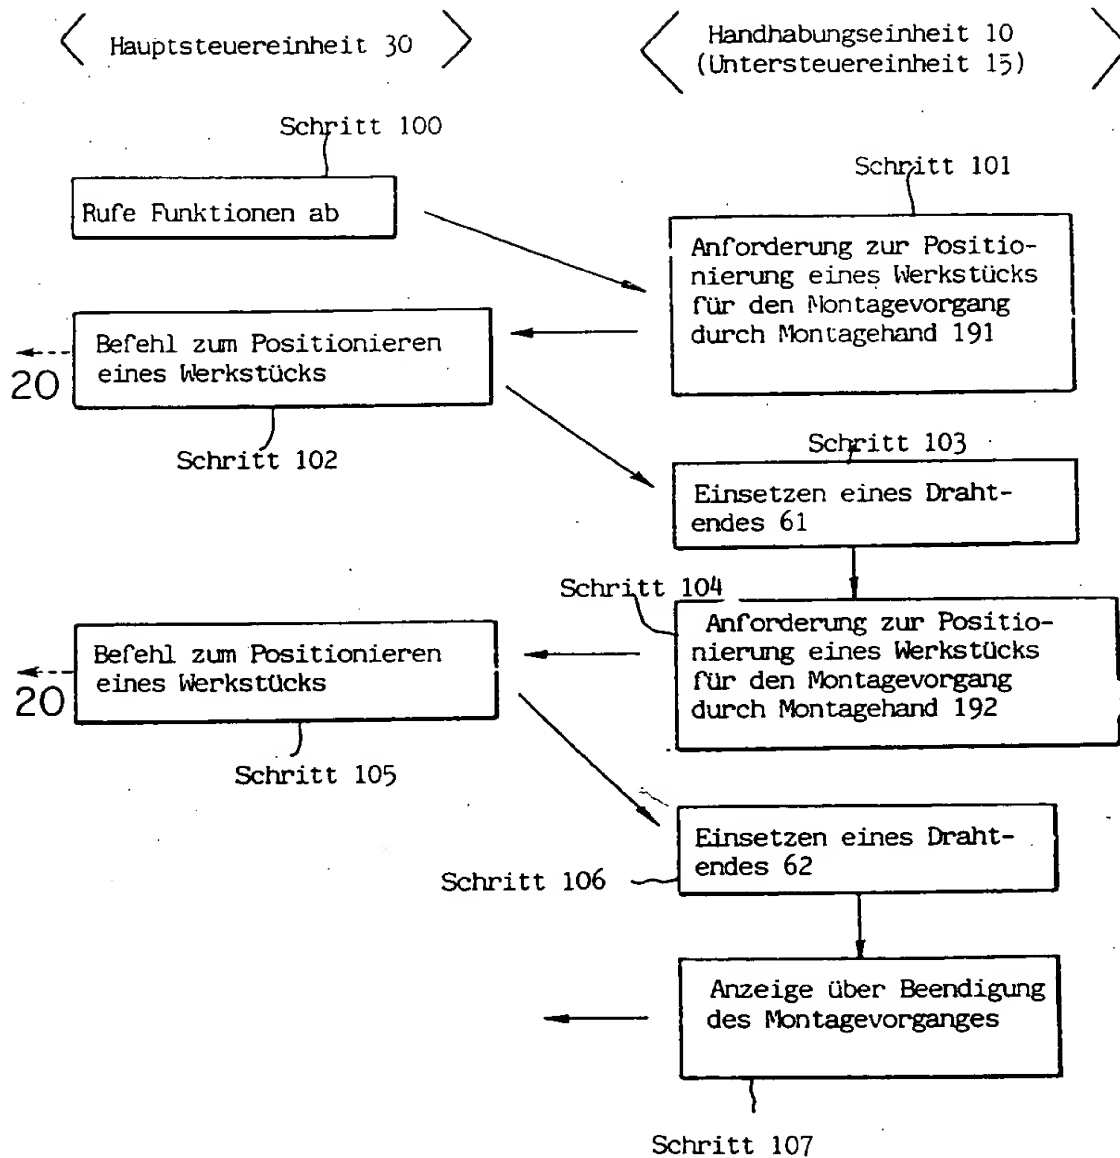 Hauptsteuereinheit 30
Handhabungseinheit 10
(Untersteuereinheit 15)
Schritt 100
Rufe Funktionen ab
Schritt 101
Anforderung zur Positio-
nierung eines Werkstücks
für den Montagevorgang
durch Montagehand 191
20
Befehl zum Positionieren
eines Werkstücks
Schritt 102
Schritt 103
Einsetzen eines Draht-
endes 61
Schritt 104
Anforderung zur Positio-
nierung eines Werkstücks
für den Montagevorgang
durch Montagehand 192
20
Befehl zum Positionieren
eines Werkstücks
Schritt 105
Einsetzen eines Draht-
endes 62
Schritt 106
Anzeige über Beendigung
des Montagevorganges
Schritt 107